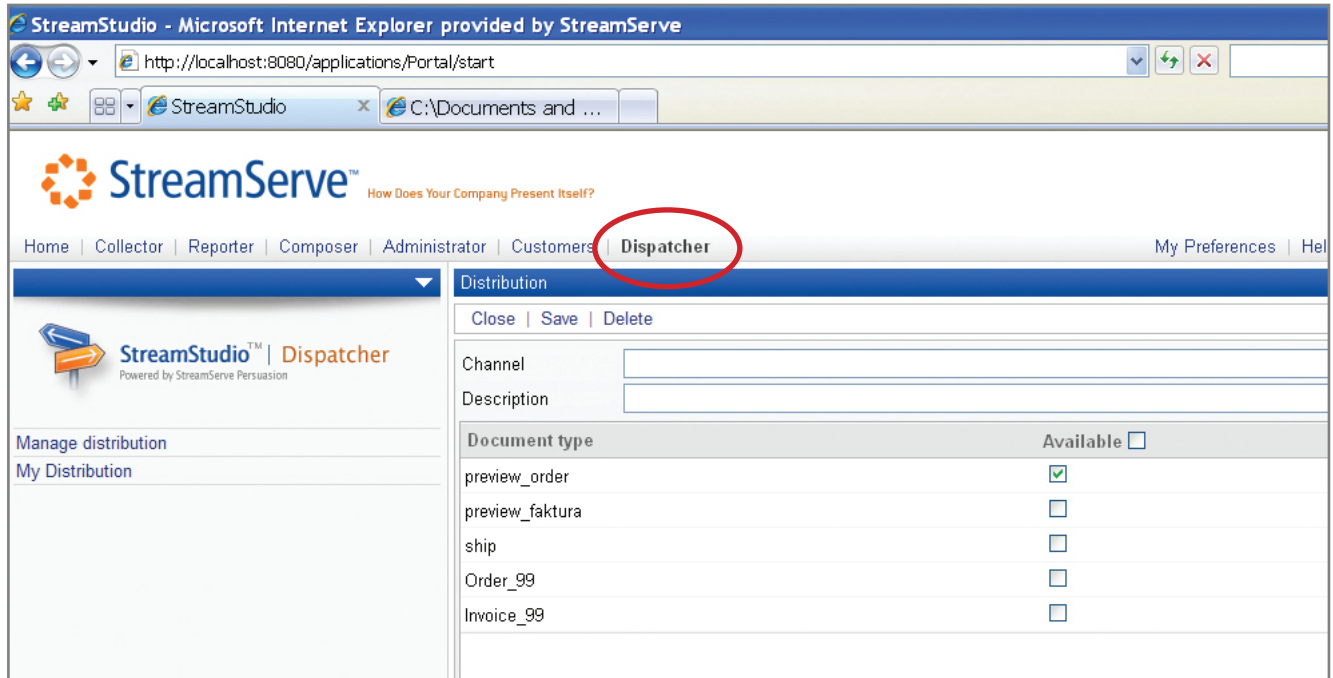 StreamStudio - Microsoft Internet Explorer provided by StreamServe
http://localhost:8080/applications/Portal/start
StreamStudio x C:\Documents and ...
StreamServe™ How Does Your Company Present Itself?
Home | Collector | Reporter | Composer | Administrator | Customers | Dispatcher My Preferences | Hel
Distribution
Close | Save | Delete
StreamStudio™ | Dispatcher
Powered by StreamServe Persuasion
Channel
Description
Manage distribution
My Distribution
Document type Available
preview_order
preview_faktura
ship
Order_99
Invoice_99